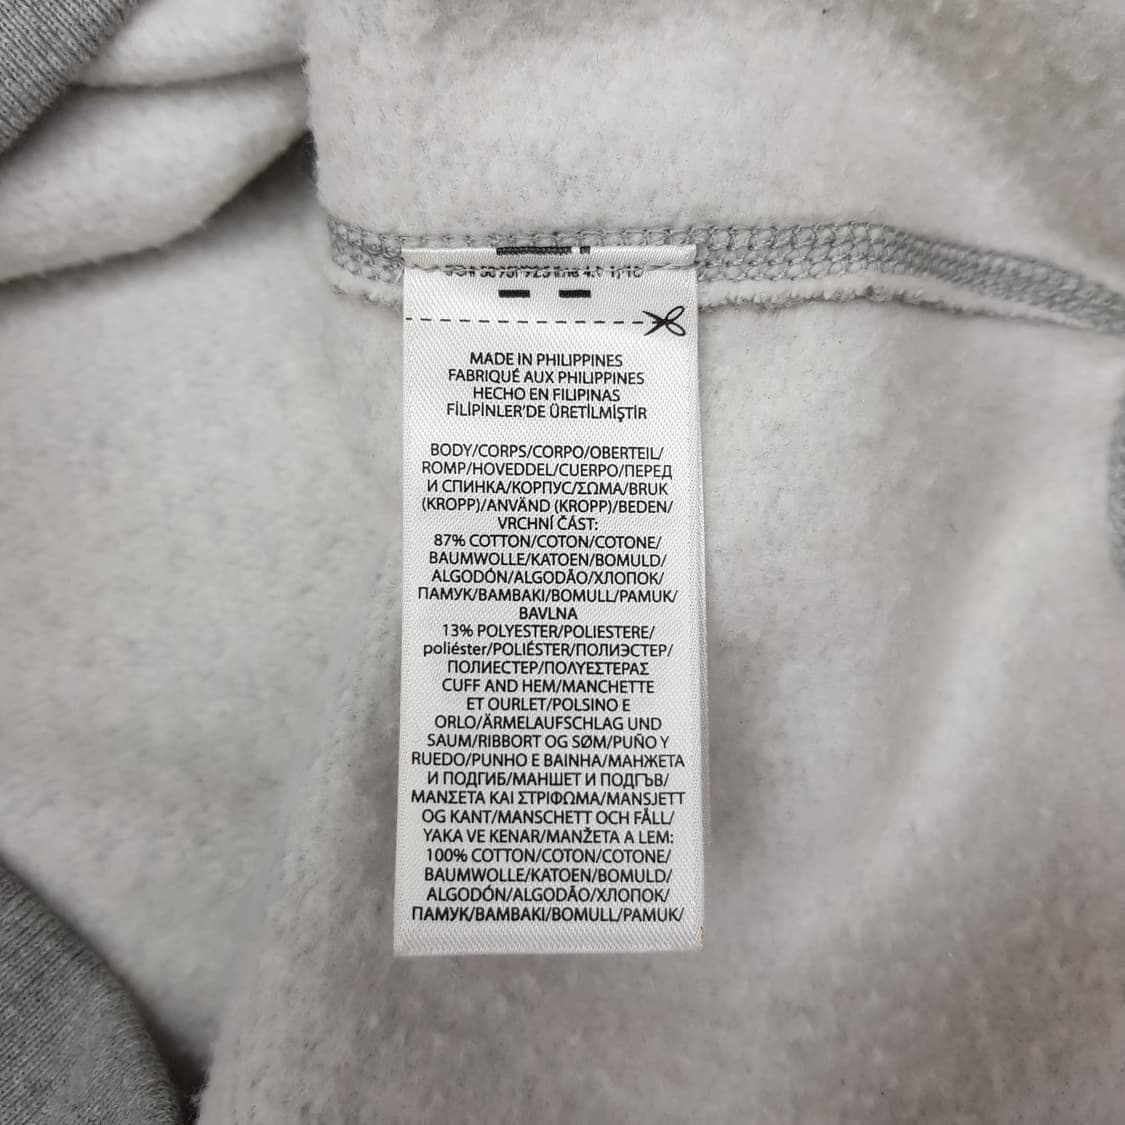 MADE IN PHILIPPINES
FABRIQUÉ AUX PHILIPPINES
HECHO EN FILIPINAS
FİLİPİNLER'DE ÜRETİLMİŞTİR
BODY/CORPS/CORPO/OBERTEIL/
ROMP/HOVEDDEL/CUERPO/ПЕРЕД
И СПИНКА/КОРПУС/ΣΩΜΑ/BRUK
(KROPP)/ANVÄND (KROPP)/BEDEN/
VRCHNÍ ČÁST:
87% COTTON/COTON/COTONE/
BAUMWOLLE/KATOEN/BOMULD/
ALGODÓN/ALGODÃO/ХЛОПОК/
ПАМУК/ΒΑΜΒΑΚΙ/BOMULL/PAMUK/
BAVLNA
13% POLYESTER/POLIESTERE/
poliéster/POLIÉSTER/ПОЛИЭСТЕР/
ПОЛИЕСТЕР/ΠΟΛΥΕΣΤΕΡΑΣ
CUFF AND HEM/MANCHETTE
ET OURLET/POLSINO E
ORLO/ÄRMELAUFSCHLAG UND
SAUM/RIBBORT OG SØM/PUÑO Y
RUEDO/PUNHO E BAINHA/МАНЖЕТА
И ПОДГИБ/МАНШЕТ И ПОДГЪВ/
ΜΑΝΣΕΤΑ ΚΑΙ ΣΤΡΙΦΩΜΑ/MANSJETT
OG KANT/MANSCHETT OCH FÅLL/
YAKA VE KENAR/MANŽETA A LEM:
100% COTTON/COTON/COTONE/
BAUMWOLLE/KATOEN/BOMULD/
ALGODÓN/ALGODÃO/ХЛОПОК/
ПАМУК/ΒΑΜΒΑΚΙ/BOMULL/PAMUK/